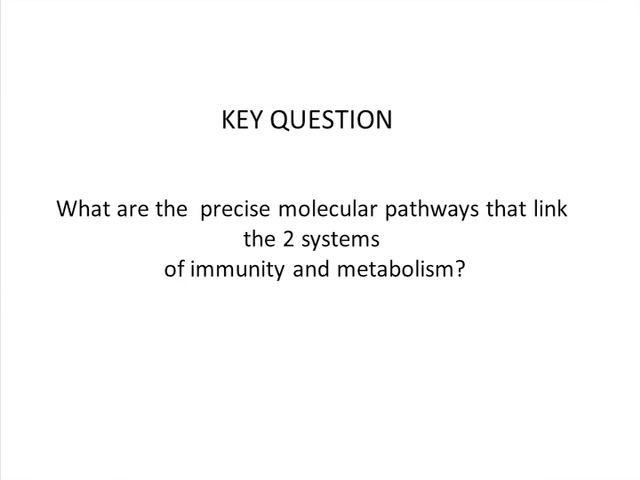 KEY QUESTION
What are the  precise molecular pathways that link
the 2 systems
of immunity and metabolism?